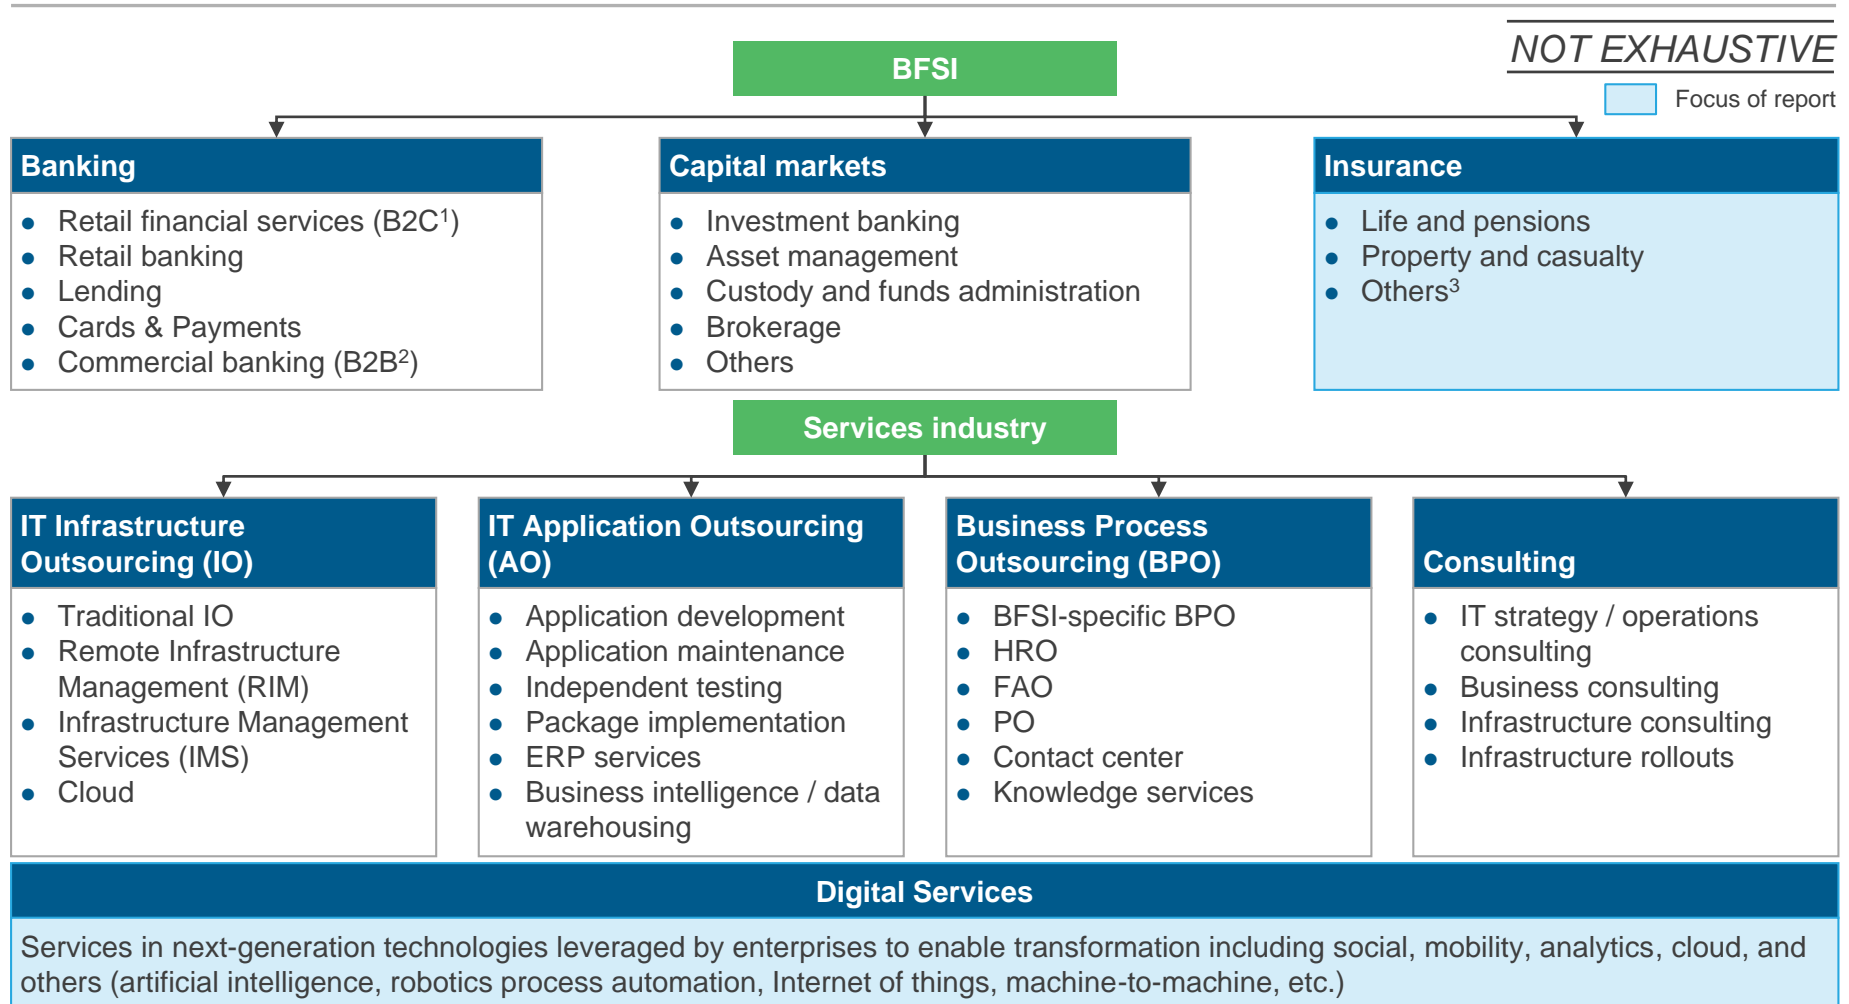 NOT EXHAUSTIVE
Focus of report
BFSI
Banking
● Retail financial services (B2C¹)
● Retail banking
● Lending
● Cards & Payments
● Commercial banking (B2B²)
Capital markets
● Investment banking
● Asset management
● Custody and funds administration
● Brokerage
● Others
Insurance
● Life and pensions
● Property and casualty
● Others³
Services industry
IT Infrastructure
Outsourcing (IO)
● Traditional IO
● Remote Infrastructure
Management (RIM)
● Infrastructure Management
Services (IMS)
● Cloud
IT Application Outsourcing
(AO)
● Application development
● Application maintenance
● Independent testing
● Package implementation
● ERP services
● Business intelligence / data
warehousing
Business Process
Outsourcing (BPO)
● BFSI-specific BPO
● HRO
● FAO
● PO
● Contact center
● Knowledge services
Consulting
● IT strategy / operations
consulting
● Business consulting
● Infrastructure consulting
● Infrastructure rollouts
Digital Services
Services in next-generation technologies leveraged by enterprises to enable transformation including social, mobility, analytics, cloud, and
others (artificial intelligence, robotics process automation, Internet of things, machine-to-machine, etc.)